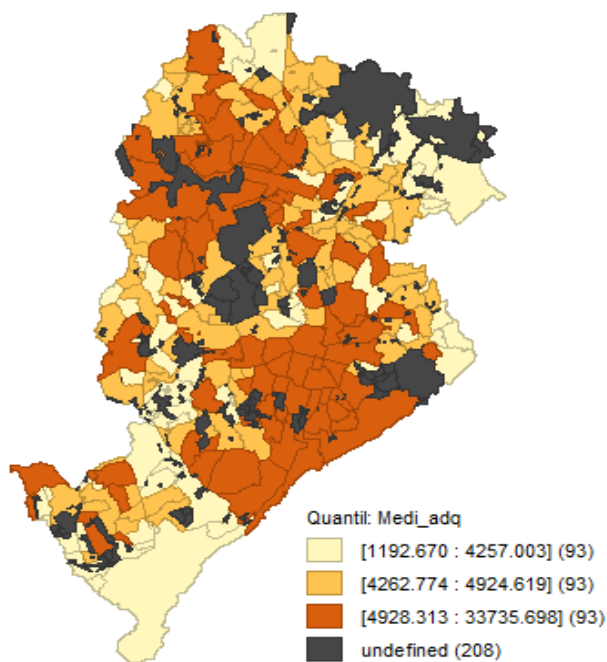 Quantil: Medi_adq
[1192.670 : 4257.003] (93)
[4262.774 : 4924.619] (93)
[4928.313 : 33735.698] (93)
undefined (208)